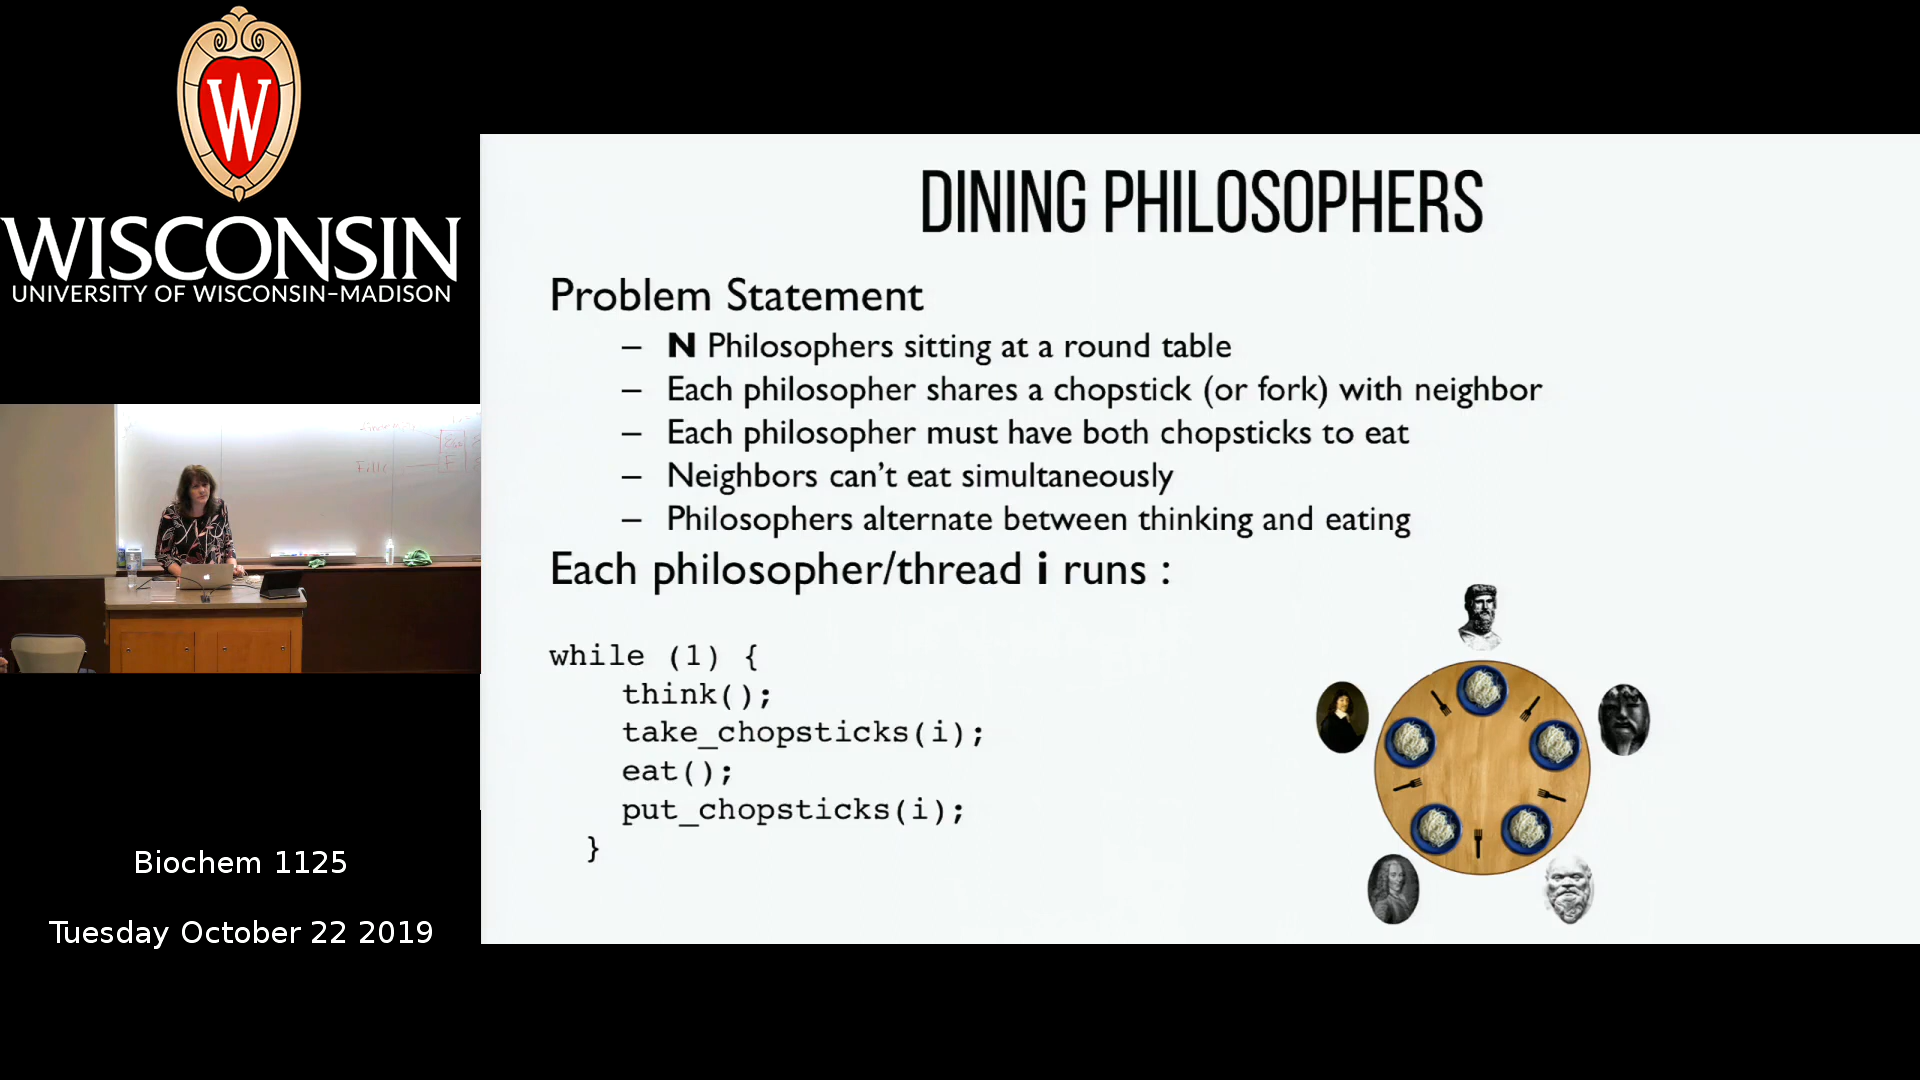 W
WISCONSIN
UNIVERSITY OF WISCONSIN-MADISON
Biochem 1125
Tuesday October 22 2019
DINING PHILOSOPHERS
Problem Statement
– N Philosophers sitting at a round table
– Each philosopher shares a chopstick (or fork) with neighbor
– Each philosopher must have both chopsticks to eat
– Neighbors can’t eat simultaneously
– Philosophers alternate between thinking and eating
Each philosopher/thread i runs :
while (1) {
think();
take_chopsticks(i);
eat();
put_chopsticks(i);
}